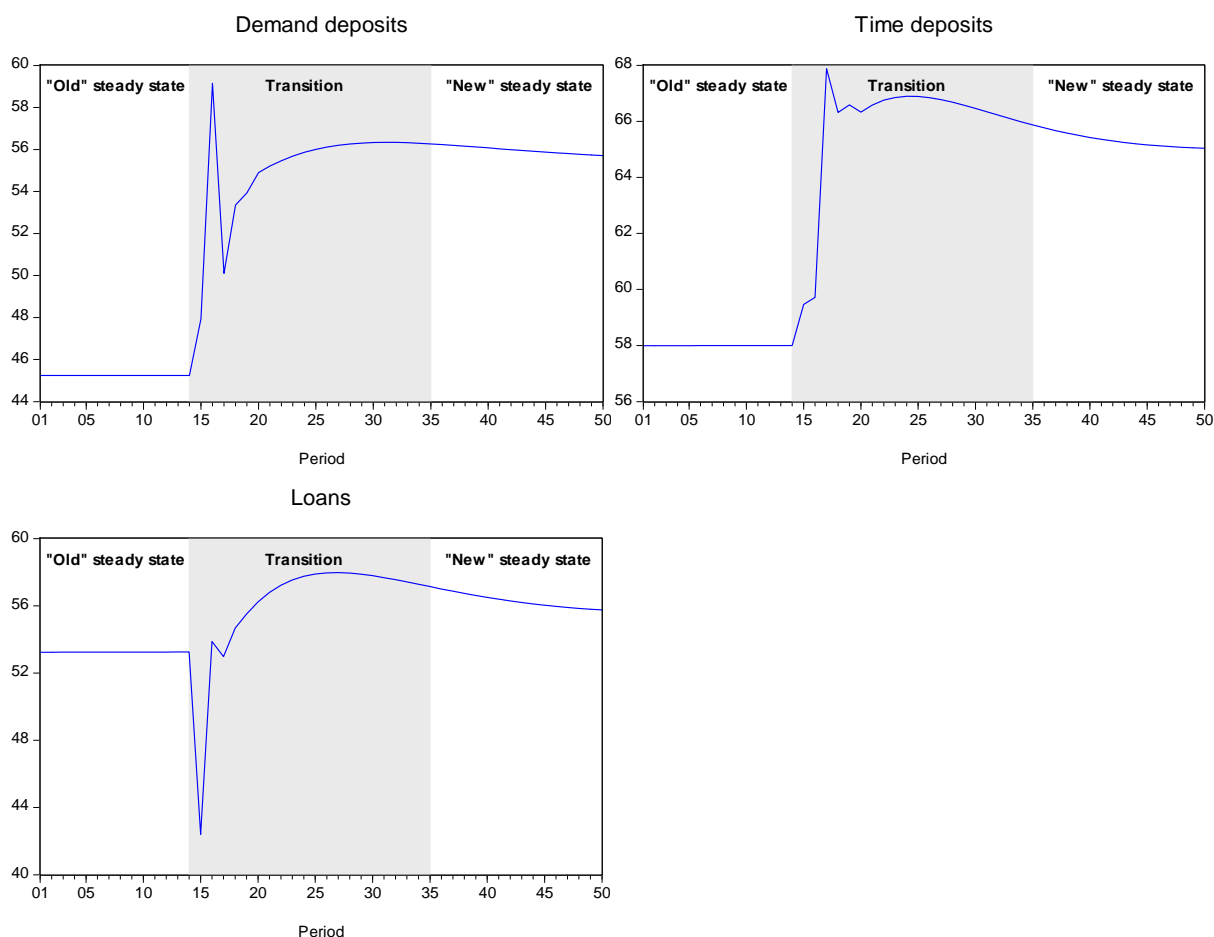 Demand deposits
60
58
56
54
52
50
48
46
44
"Old" steady state
Transition
"New" steady state
01 05 10 15 20 25 30 35 40 45 50
Period
Time deposits
68
66
64
62
60
58
56
"Old" steady state
Transition
"New" steady state
01 05 10 15 20 25 30 35 40 45 50
Period
Loans
60
56
52
48
44
40
"Old" steady state
Transition
"New" steady state
01 05 10 15 20 25 30 35 40 45 50
Period